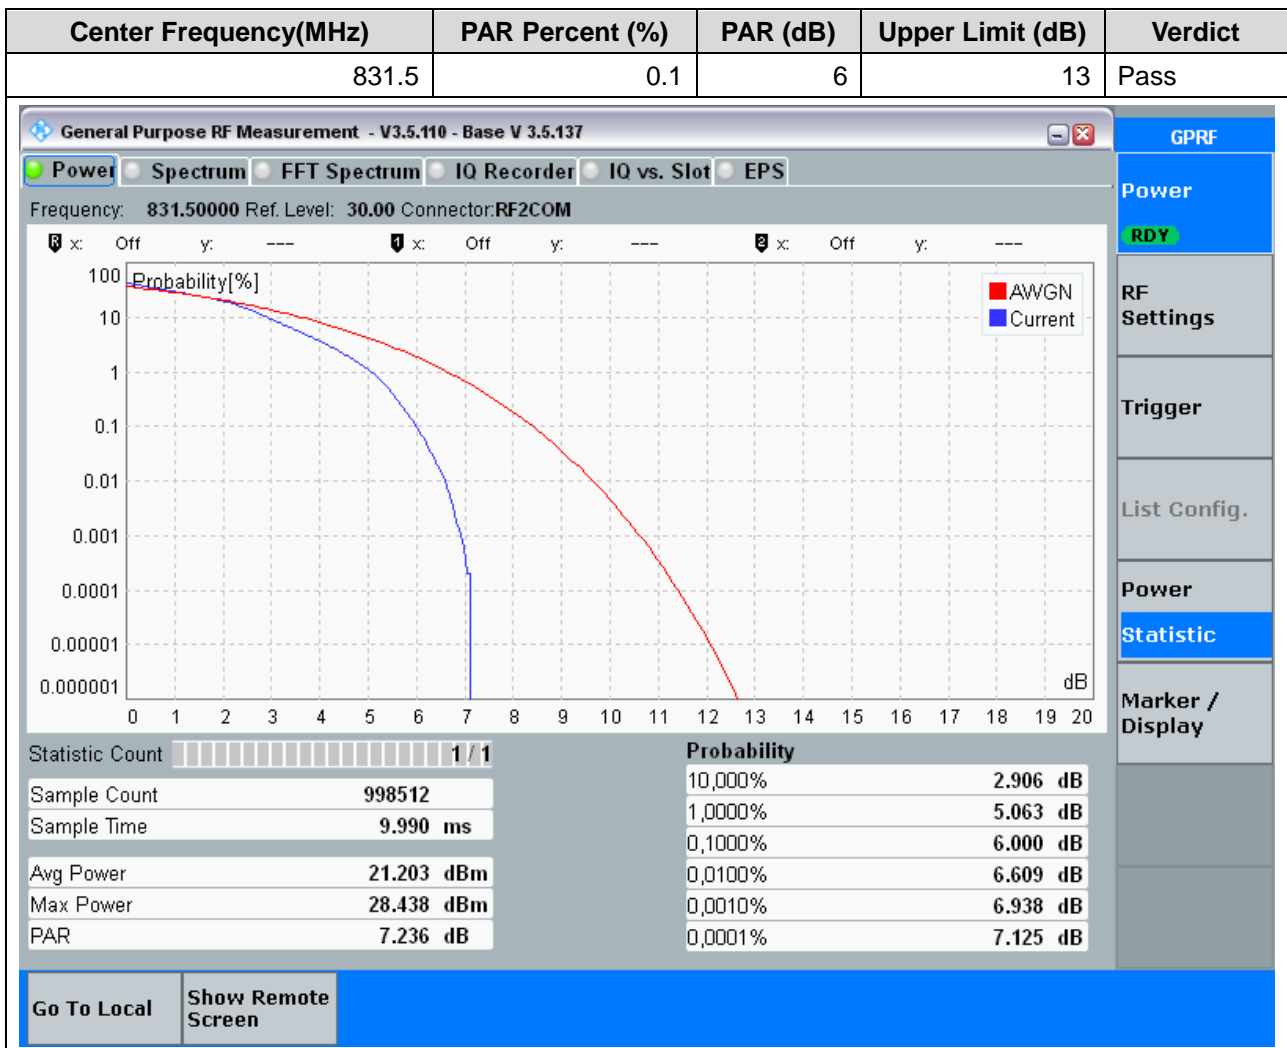 Center Frequency(MHz) PAR Percent (%) PAR (dB) Upper Limit (dB) Verdict
831.5 0.1 6 13 Pass
General Purpose RF Measurement - V3.5.110 - Base V 3.5.137
GPRF
Power Spectrum FFT Spectrum IQ Recorder IQ vs. Slot EPS
Power
RDY
Frequency: 831.50000 Ref. Level: 30.00 Connector:RF2COM
R x: Off y: --- 1 x: Off y: --- 2 x: Off y: ---
Probability[%]
AWGN
Current
100
10
1
0.1
0.01
0.001
0.0001
0.00001
0.000001
dB
0 1 2 3 4 5 6 7 8 9 10 11 12 13 14 15 16 17 18 19 20
RF
Settings
Trigger
List Config.
Power
Statistic
Marker /
Display
Statistic Count 1 / 1
Sample Count 998512
Sample Time 9.990 ms
Avg Power 21.203 dBm
Max Power 28.438 dBm
PAR 7.236 dB
Probability
10,000% 2.906 dB
1,0000% 5.063 dB
0,1000% 6.000 dB
0,0100% 6.609 dB
0,0010% 6.938 dB
0,0001% 7.125 dB
Go To Local
Show Remote
Screen